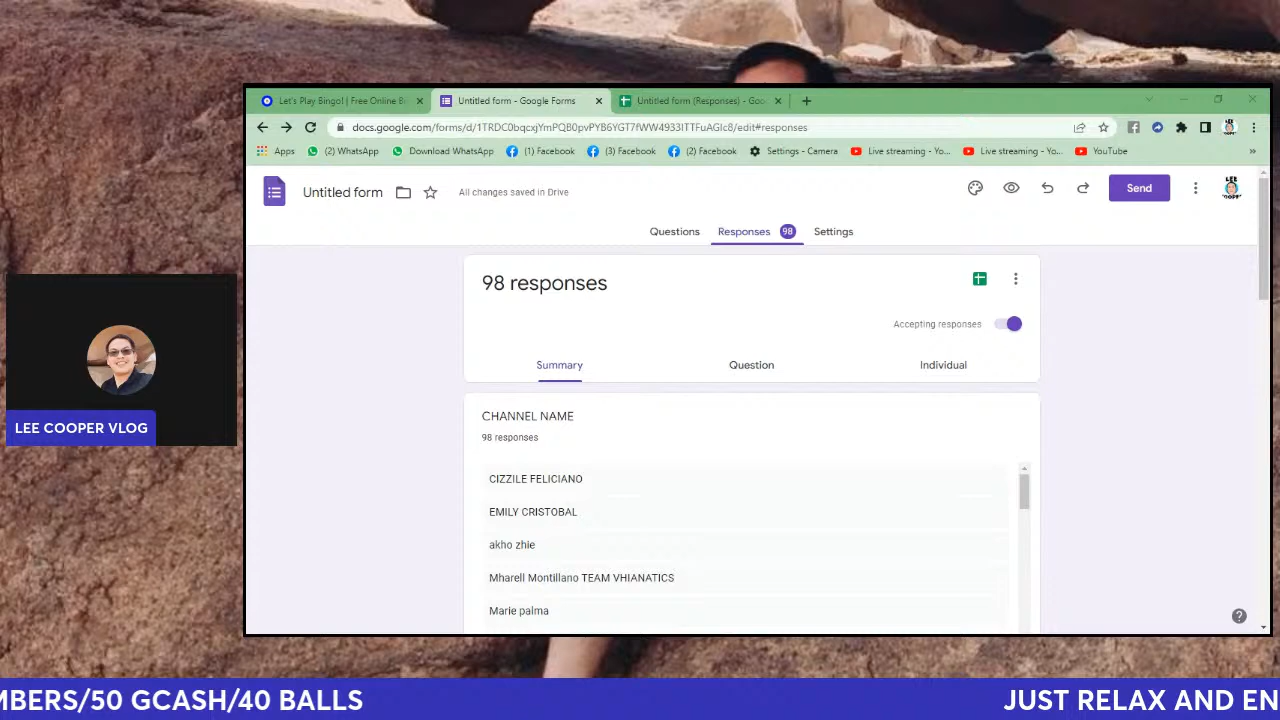 Let's Play Bingo! | Free Online B
Untitled form - Google Forms
Untitled form (Responses) - Goo
docs.google.com/forms/d/1TRDC0bqcxjYmPQB0pvPYB6YGT7fWW4933ITTFuAGIc8/edit#responses
Apps
(2) WhatsApp
Download WhatsApp
(1) Facebook
(3) Facebook
(2) Facebook
Settings - Camera
Live streaming - Yo...
Live streaming - Yo...
YouTube
Untitled form
All changes saved in Drive
Send
Questions
Responses 98
Settings
98 responses
Accepting responses
Summary
Question
Individual
CHANNEL NAME
98 responses
CIZZILE FELICIANO
EMILY CRISTOBAL
akho zhie
Mharell Montillano TEAM VHIANATICS
Marie palma
LEE COOPER VLOG
MBERS/50 GCASH/40 BALLS
JUST RELAX AND EN